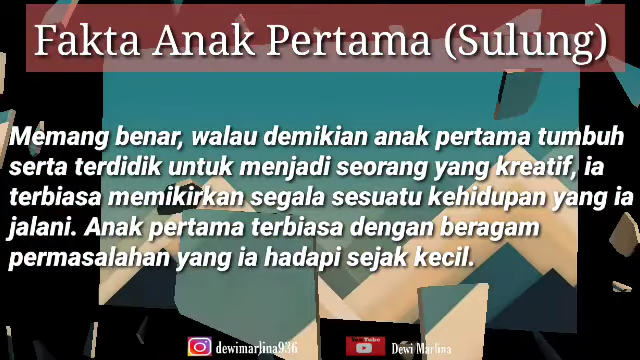 Fakta Anak Pertama (Sulung)
Memang benar, walau demikian anak pertama tumbuh
serta terdidik untuk menjadi seorang yang kreatif, ia
terbiasa memikirkan segala sesuatu kehidupan yang ia
jalani. Anak pertama terbiasa dengan beragam
permasalahan yang ia hadapi sejak kecil.
dewimarlina936
YouTube
Dewi Marlina